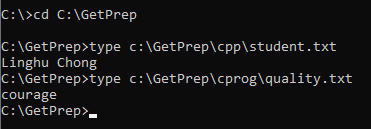 C:\>cd C:\GetPrep
C:\GetPrep>type c:\GetPrep\cpp\student.txt
Linghu Chong
C:\GetPrep>type c:\GetPrep\cprog\quality.txt
courage
C:\GetPrep>